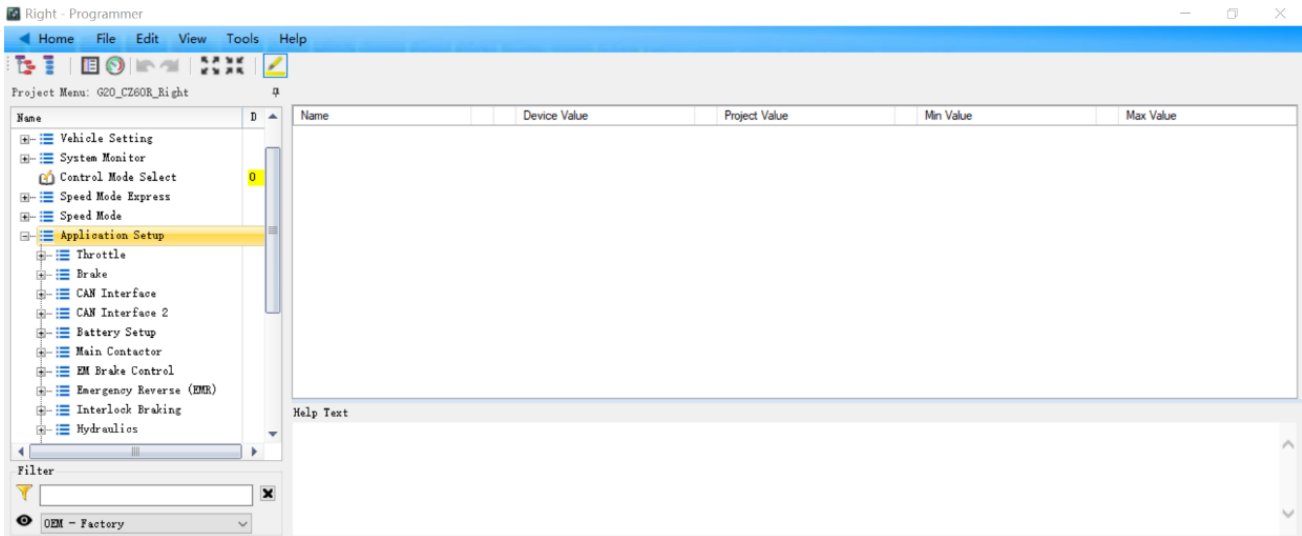 Right - Programmer
Home File Edit View Tools Help
Project Menu: G20_CZ60R_Right
Name D
Vehicle Setting
System Monitor
Control Mode Select 0
Speed Mode Express
Speed Mode
Application Setup
Throttle
Brake
CAN Interface
CAN Interface 2
Battery Setup
Main Contactor
EM Brake Control
Emergency Reverse (EMR)
Interlock Braking
Hydraulics
Filter
OEM - Factory
Name Device Value Project Value Min Value Max Value
Help Text